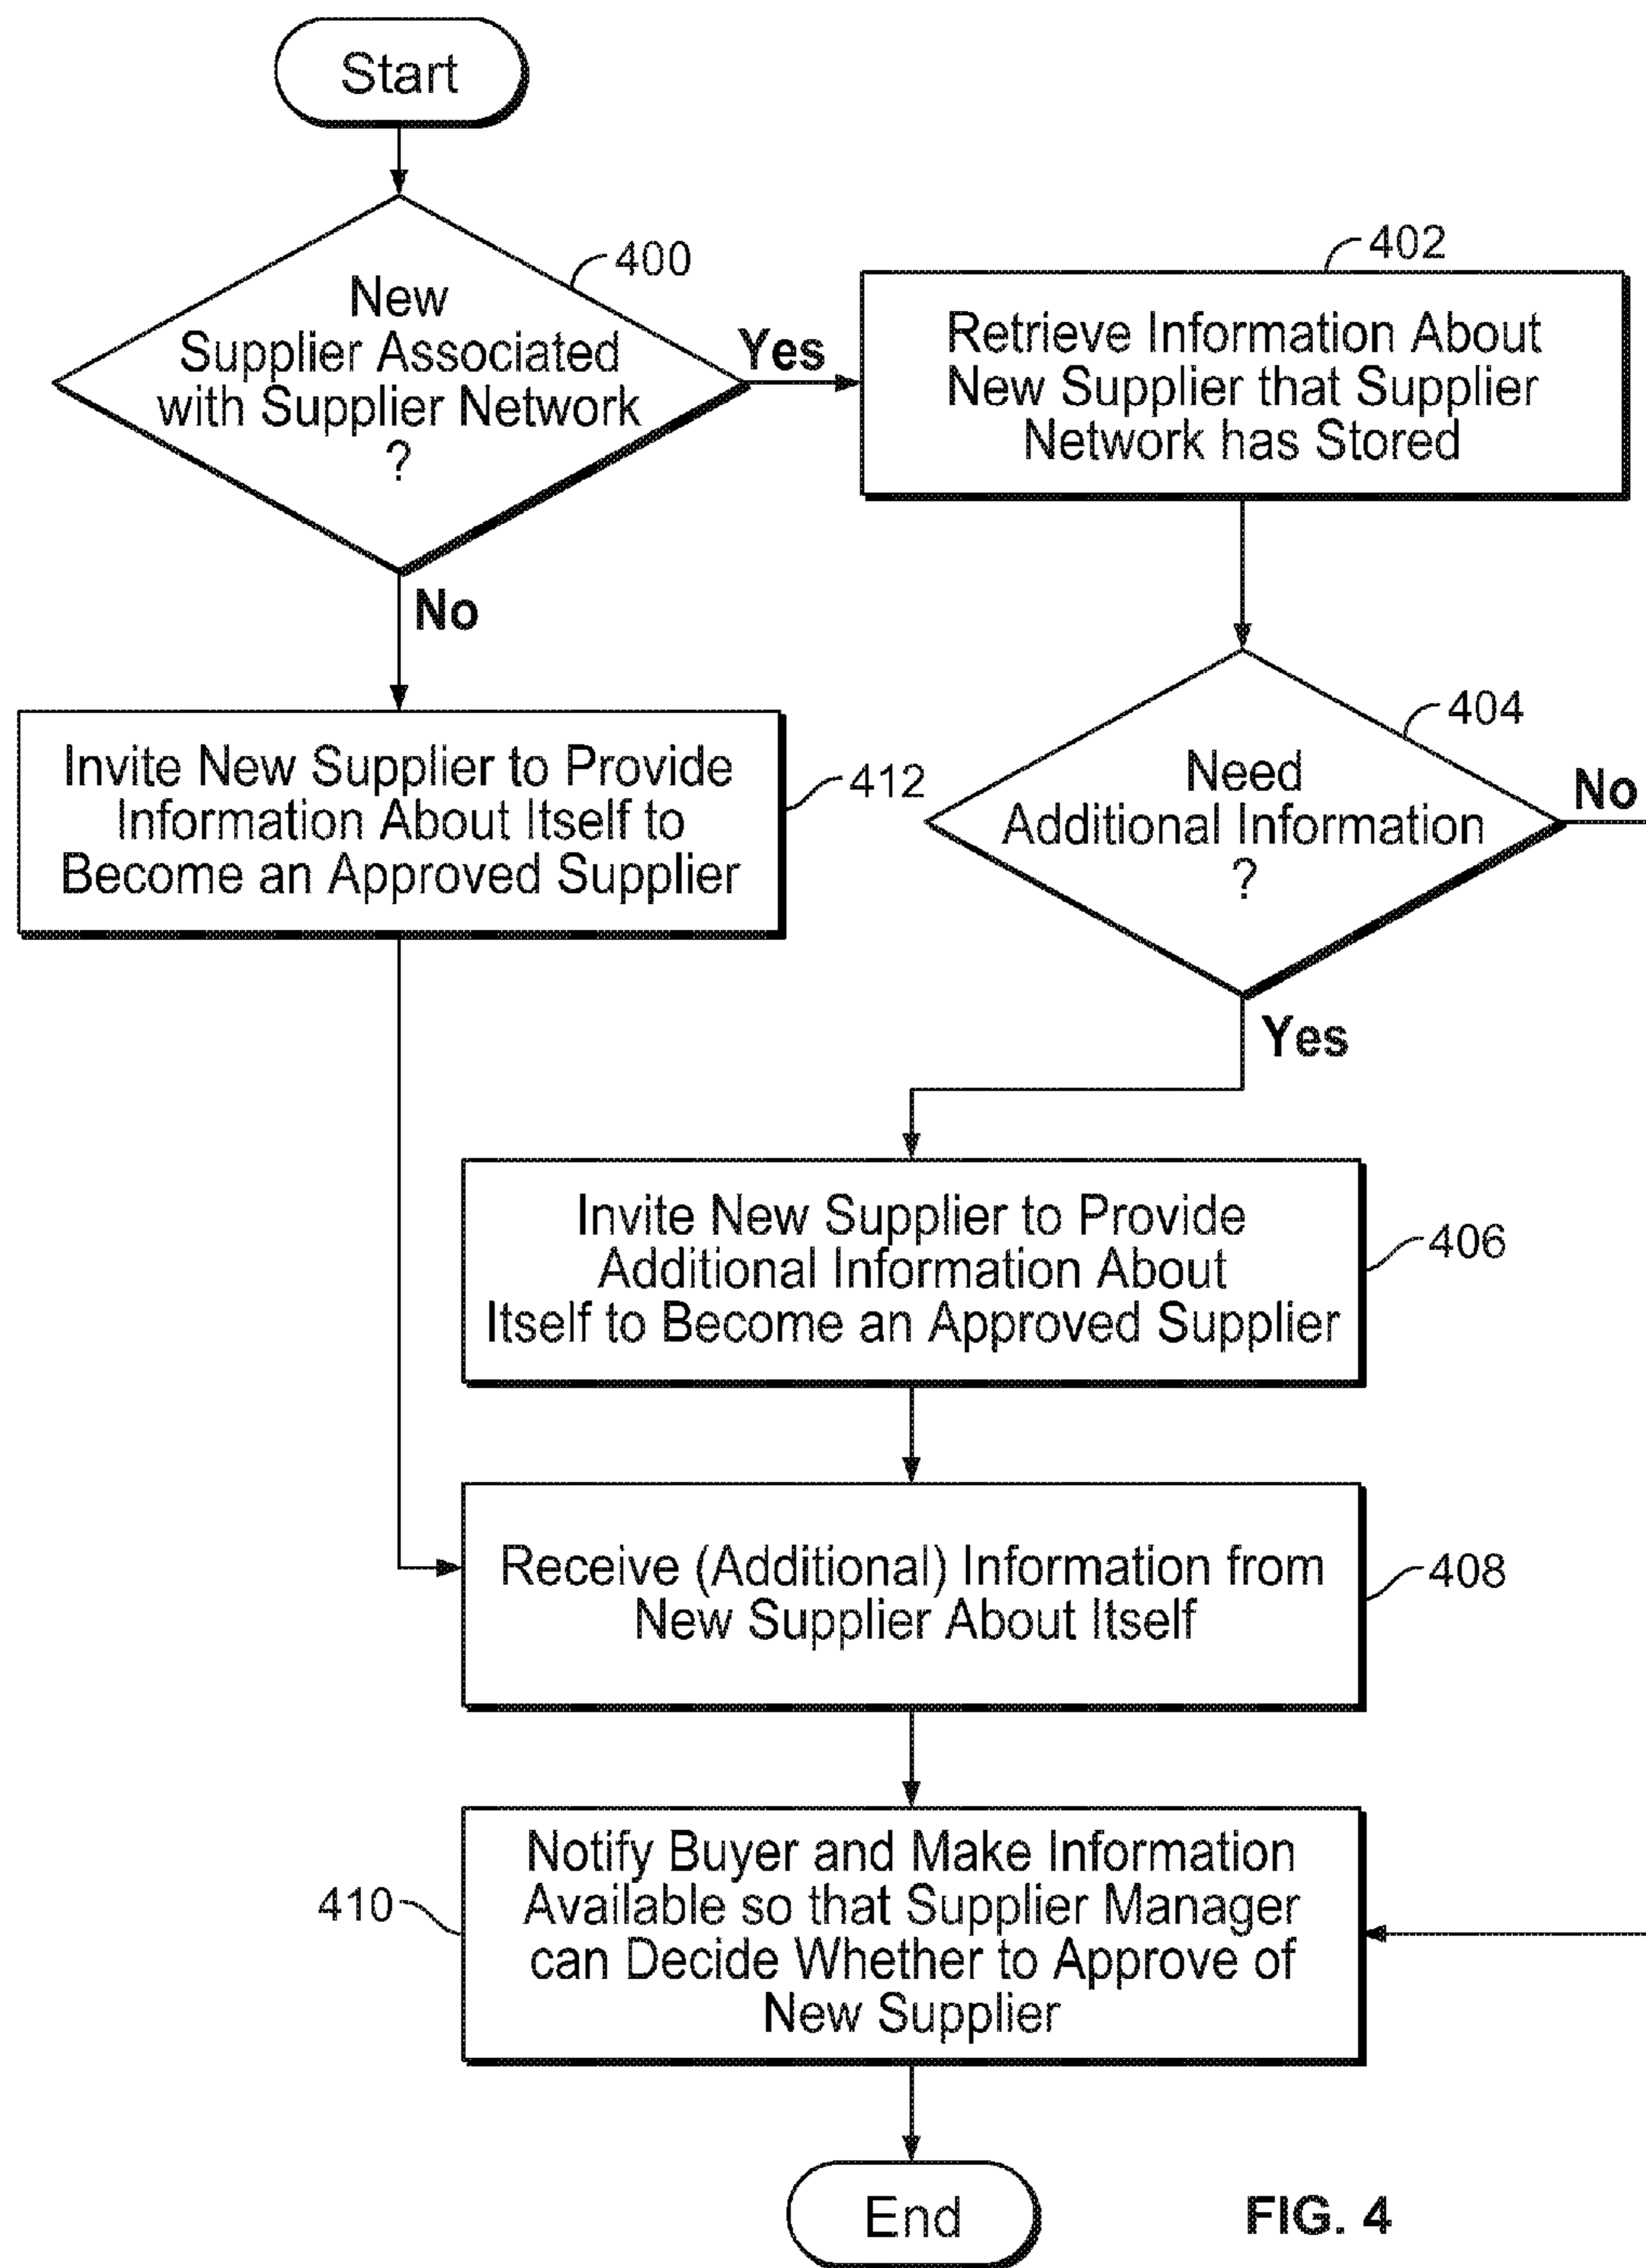 Start
400
New
Supplier Associated
with Supplier Network
?
Yes
402
Retrieve Information About
New Supplier that Supplier
Network has Stored
No
412
Invite New Supplier to Provide
Information About Itself to
Become an Approved Supplier
404
Need
Additional Information
?
No
Yes
Invite New Supplier to Provide
Additional Information About
Itself to Become an Approved Supplier
406
Receive (Additional) Information from
New Supplier About Itself
408
410
Notify Buyer and Make Information
Available so that Supplier Manager
can Decide Whether to Approve of
New Supplier
End
FIG. 4